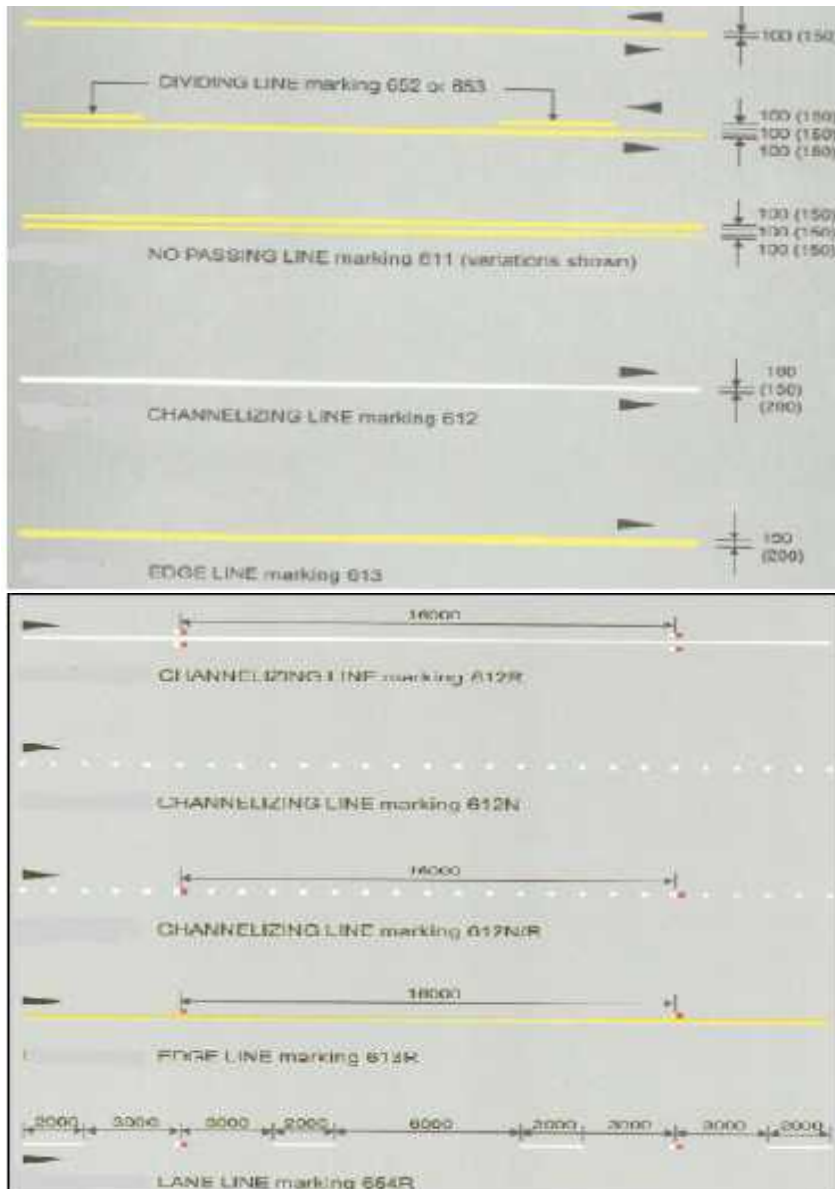 100 (150)
DIVIDING LINE marking 652 or 653
100 (150)
100 (150)
100 (150)
100 (150)
100 (150)
100 (150)
NO PASSING LINE marking 611 (variations shown)
100
(150)
(200)
CHANNELIZING LINE marking 612
150
(200)
EDGE LINE marking 613
16000
CHANNELIZING LINE marking 612R
CHANNELIZING LINE marking 612N
16000
CHANNELIZING LINE marking 612N/R
16000
EDGE LINE marking 613R
2000 3000 3000 2000 6000 2000 3000 3000 2000
LANE LINE marking 654R